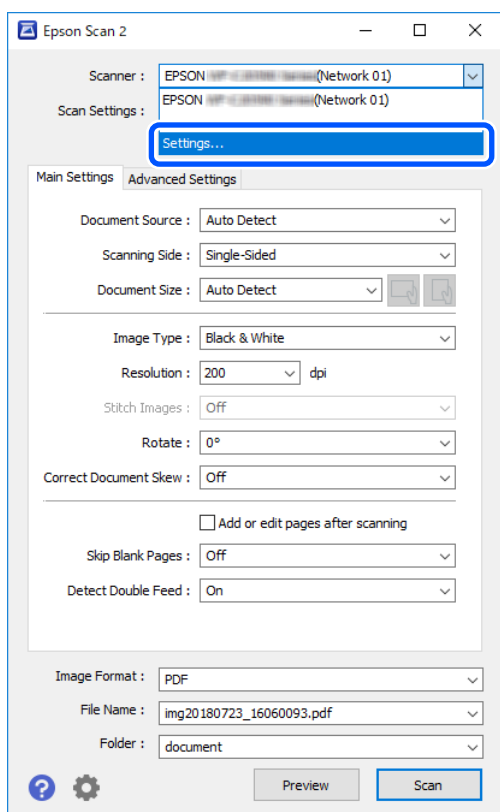 Epson Scan 2
Scanner : EPSON (Network 01)
EPSON (Network 01)
Scan Settings :
Settings...
Main Settings Advanced Settings
Document Source : Auto Detect
Scanning Side : Single-Sided
Document Size : Auto Detect
Image Type : Black & White
Resolution : 200 dpi
Stitch Images : Off
Rotate : 0°
Correct Document Skew : Off
Add or edit pages after scanning
Skip Blank Pages : Off
Detect Double Feed : On
Image Format : PDF
File Name : img20180723_16060093.pdf
Folder : document
? Preview Scan